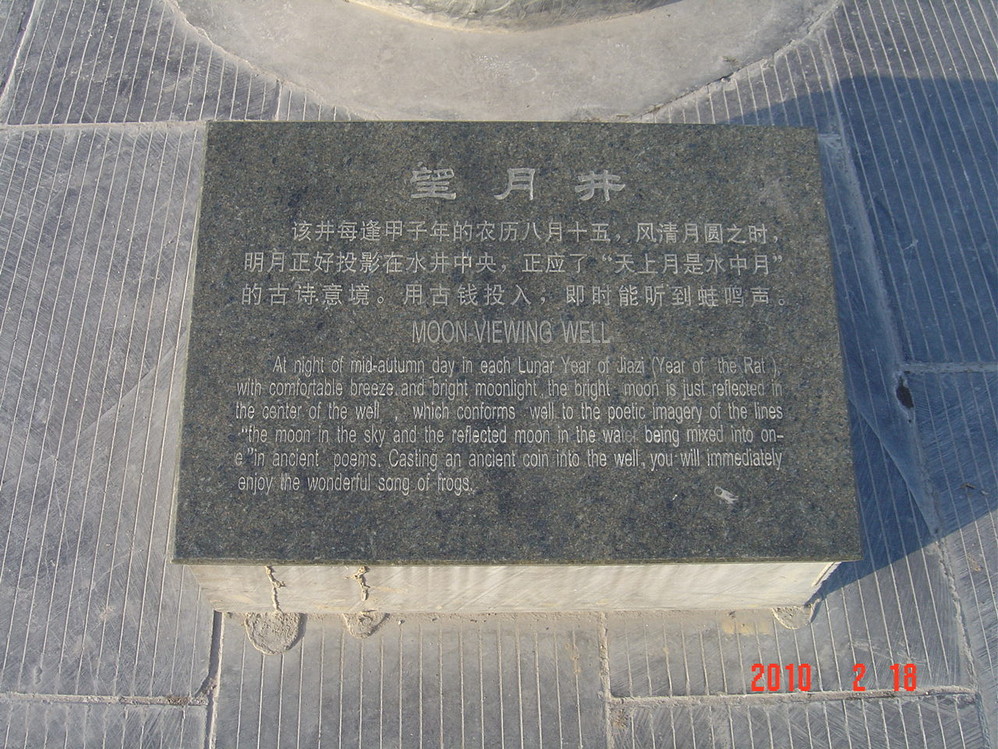 望月井
该井每逢甲子年的农历八月十五，风清月圆之时，
明月正好投影在水井中央，正应了“天上月是水中月”
的古诗意境。用古钱投入，即时能听到蛙鸣声。
MOON-VIEWING WELL
At night of mid-autumn day in each Lunar Year of Jiazi (Year of the Rat ),
with comfortable breeze and bright moonlight, the bright moon is just reflected in
the center of the well , which conforms well to the poetic imagery of the lines
“the moon in the sky and the reflected moon in the water being mixed into on-
e”in ancient poems. Casting an ancient coin into the well, you will immediately
enjoy the wonderful song of frogs.
2010 2 18